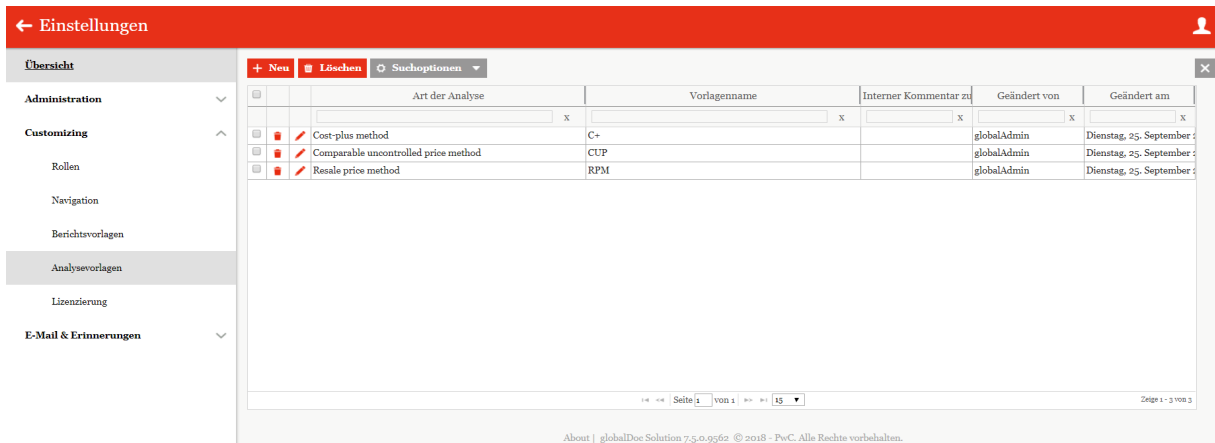 Einstellungen
Übersicht
Administration
Customizing
Rollen
Navigation
Berichtsvorlagen
Analysevorlagen
Lizenzierung
E-Mail & Erinnerungen
+ Neu Löschen Suchoptionen
Art der Analyse Vorlagenname Interner Kommentar zu Geändert von Geändert am
x x x x x
Cost-plus method C+ globalAdmin Dienstag, 25. September
Comparable uncontrolled price method CUP globalAdmin Dienstag, 25. September
Resale price method RPM globalAdmin Dienstag, 25. September
Seite 1 von 1 15 Zeige 1 - 3 von 3
About | globalDoc Solution 7.5.0.9562 © 2018 - PwC. Alle Rechte vorbehalten.